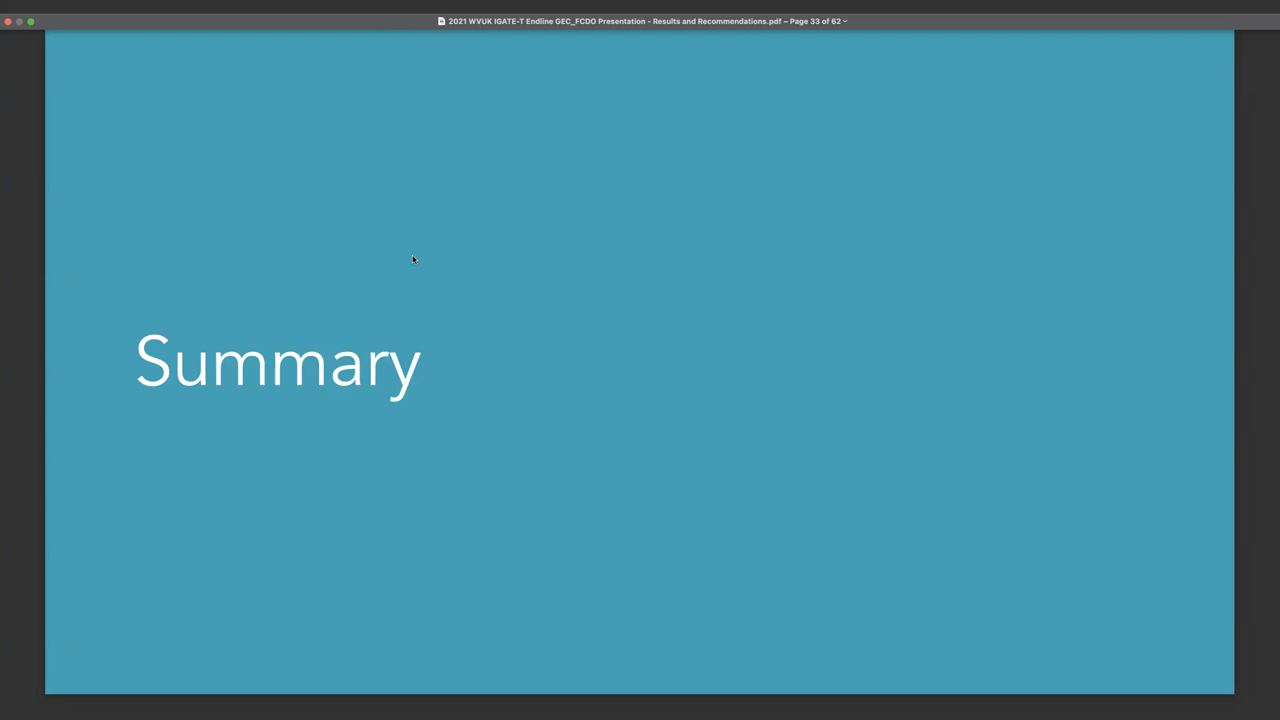 2021 WVUK IGATE-T Endline GEC_FCDO Presentation - Results and Recommendations.pdf – Page 33 of 62
Summary